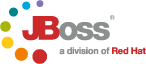 JBoss®
a division of Red Hat